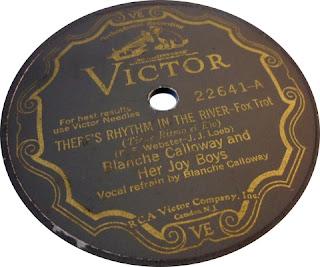 VE
VICTOR
For best results
use Victor Needles
22641-A
THERE'S RHYTHM IN THE RIVER-Fox Trot
Webster-J.J. Loeb)
Blanche Calloway and
Her Joy Boys
Vocal refrain by Blanche Calloway
RCA Victor Company, Inc.
Camden, N.J.
VE